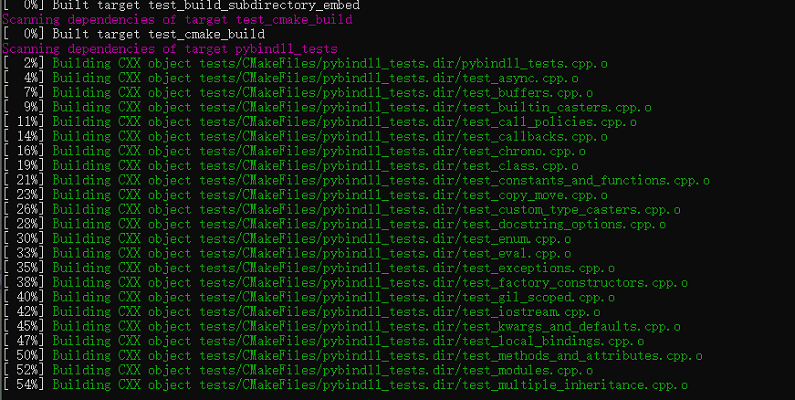 [  0%] Built target test_build_subdirectory_embed
Scanning dependencies of target test_cmake_build
[  0%] Built target test_cmake_build
Scanning dependencies of target pybind11_tests
[  2%] Building CXX object tests/CMakeFiles/pybind11_tests.dir/pybind11_tests.cpp.o
[  4%] Building CXX object tests/CMakeFiles/pybind11_tests.dir/test_async.cpp.o
[  7%] Building CXX object tests/CMakeFiles/pybind11_tests.dir/test_buffers.cpp.o
[  9%] Building CXX object tests/CMakeFiles/pybind11_tests.dir/test_builtin_casters.cpp.o
[ 11%] Building CXX object tests/CMakeFiles/pybind11_tests.dir/test_call_policies.cpp.o
[ 14%] Building CXX object tests/CMakeFiles/pybind11_tests.dir/test_callbacks.cpp.o
[ 16%] Building CXX object tests/CMakeFiles/pybind11_tests.dir/test_chrono.cpp.o
[ 19%] Building CXX object tests/CMakeFiles/pybind11_tests.dir/test_class.cpp.o
[ 21%] Building CXX object tests/CMakeFiles/pybind11_tests.dir/test_constants_and_functions.cpp.o
[ 23%] Building CXX object tests/CMakeFiles/pybind11_tests.dir/test_copy_move.cpp.o
[ 26%] Building CXX object tests/CMakeFiles/pybind11_tests.dir/test_custom_type_casters.cpp.o
[ 28%] Building CXX object tests/CMakeFiles/pybind11_tests.dir/test_docstring_options.cpp.o
[ 30%] Building CXX object tests/CMakeFiles/pybind11_tests.dir/test_enum.cpp.o
[ 33%] Building CXX object tests/CMakeFiles/pybind11_tests.dir/test_eval.cpp.o
[ 35%] Building CXX object tests/CMakeFiles/pybind11_tests.dir/test_exceptions.cpp.o
[ 38%] Building CXX object tests/CMakeFiles/pybind11_tests.dir/test_factory_constructors.cpp.o
[ 40%] Building CXX object tests/CMakeFiles/pybind11_tests.dir/test_gil_scoped.cpp.o
[ 42%] Building CXX object tests/CMakeFiles/pybind11_tests.dir/test_iostream.cpp.o
[ 45%] Building CXX object tests/CMakeFiles/pybind11_tests.dir/test_kwargs_and_defaults.cpp.o
[ 47%] Building CXX object tests/CMakeFiles/pybind11_tests.dir/test_local_bindings.cpp.o
[ 50%] Building CXX object tests/CMakeFiles/pybind11_tests.dir/test_methods_and_attributes.cpp.o
[ 52%] Building CXX object tests/CMakeFiles/pybind11_tests.dir/test_modules.cpp.o
[ 54%] Building CXX object tests/CMakeFiles/pybind11_tests.dir/test_multiple_inheritance.cpp.o